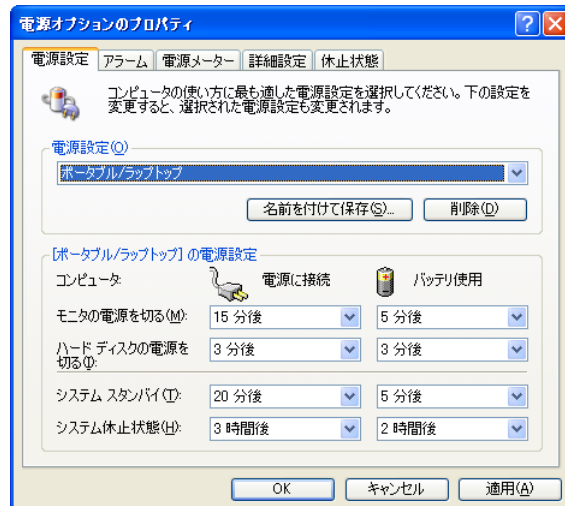 電源オプションのプロパティ
電源設定 アラーム 電源メーター 詳細設定 休止状態
コンピュータの使い方に最も適した電源設定を選択してください。下の設定を
変更すると、選択された電源設定も変更されます。
電源設定(O)
ポータブル/ラップトップ
名前を付けて保存(S)... 削除(D)
[ポータブル/ラップトップ] の電源設定
コンピュータ: 電源に接続 バッテリ使用
モニタの電源を切る(M): 15 分後 5 分後
ハード ディスクの電源を
切る(I): 3 分後 3 分後
システム スタンバイ(T): 20 分後 5 分後
システム休止状態(H): 3 時間後 2 時間後
OK キャンセル 適用(A)